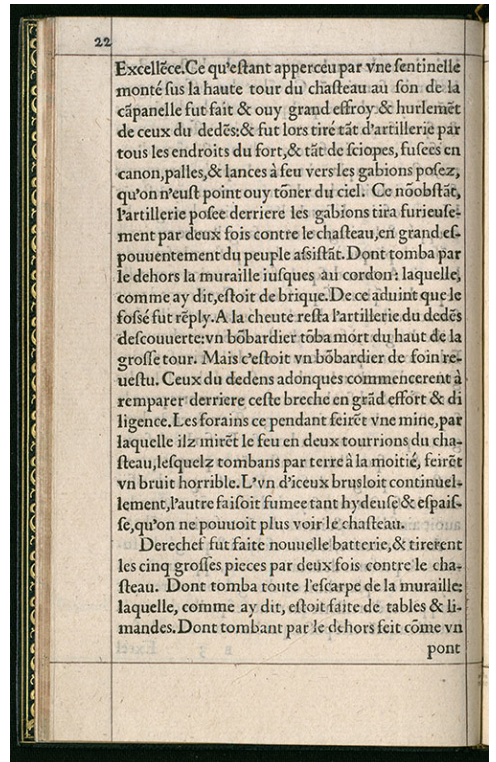 22
Excellẽce.Ce qu'eſtant apperceu par vne ſentinelle
monté ſus la haute tour du chaſteau au ſon de la
cãpanelle fut fait & ouy grand effroy & hurlemẽt
de ceux du dedẽs:& fut lors tiré tãt d'artillerie par
tous les endroits du fort,& tãt de ſciopes, fuſees en
canon,palles,& lances à feu vers les gabions poſez,
qu'on n'euſt point ouy tõner du ciel. Ce nõobſtãt,
l'artillerie poſee derriere les gabions tira furieuſe-
ment par deux fois contre le chaſteau,en grand eſ-
pouuentement du peuple aſsiſtãt. Dont tomba par
le dehors la muraille iuſques au cordon: laquelle,
comme ay dit,eſtoit de brique.De ce aduint que le
foſſé fut rẽply.A la cheute reſta l'artillerie du dedẽs
deſcouuerte:vn bõbardier tõba mort du haut de la
groſſe tour. Mais c'eſtoit vn bõbardier de foin re-
ueſtu. Ceux du dedens adonques commencerent à
remparer derriere ceſte breche en grãd effort & di
ligence.Les forains ce pendant feirẽt vne mine,par
laquelle ilz mirẽt le feu en deux tourrions du cha-
ſteau,leſquelz tombans par terre à la moitié, feirẽt
vn bruit horrible. L'vn d'iceux bruſloit continuel-
lement,l'autre faiſoit fumee tant hydeuſe & eſpaiſ-
ſe,qu'on ne pouuoit plus voir le chaſteau.
Derechef fut faite nouuelle batterie,& tirerent
les cinq groſſes pieces par deux fois contre le cha-
ſteau. Dont tomba toute l'eſcarpe de la muraille:
laquelle, comme ay dit, eſtoit faite de tables & li-
mandes.Dont tombant par le dehors feit cõme vn
pont